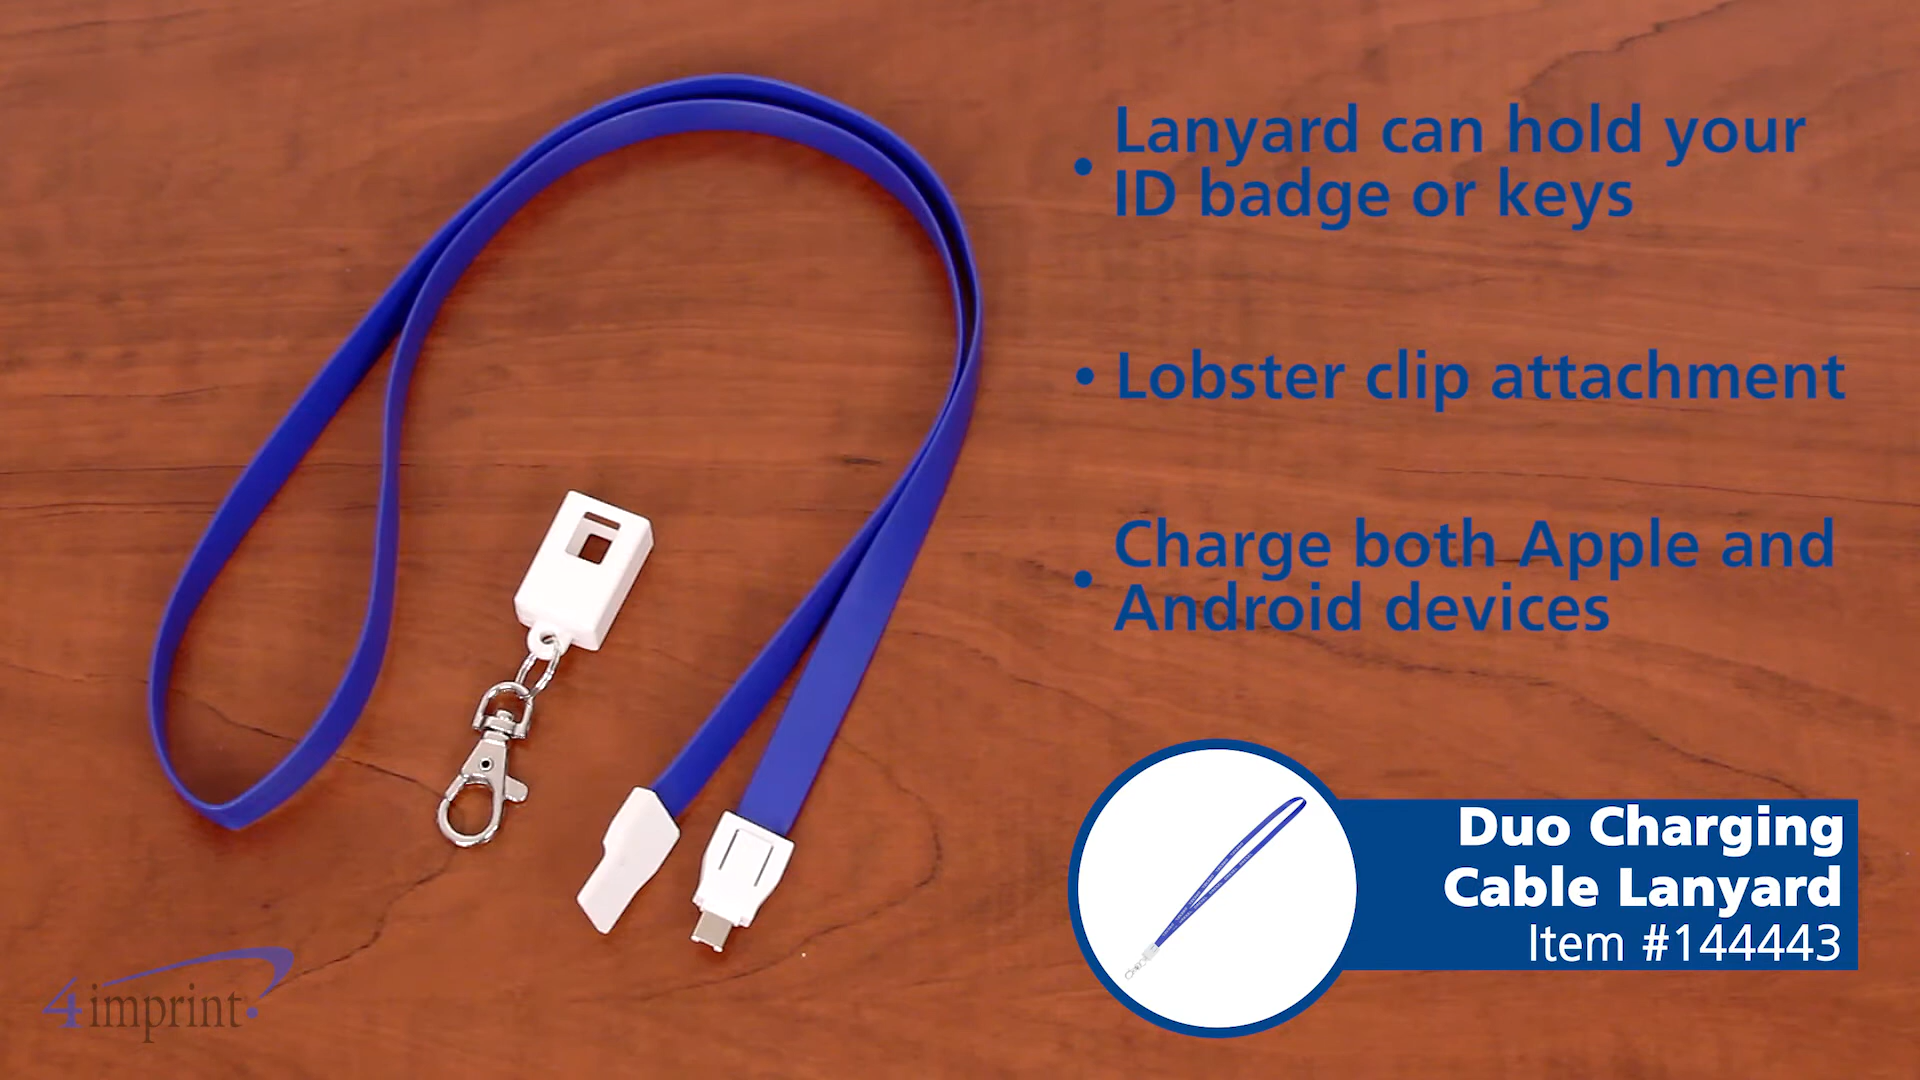 • Lanyard can hold your
ID badge or keys
• Lobster clip attachment
• Charge both Apple and
Android devices
Duo Charging
Cable Lanyard
Item #144443
4imprint